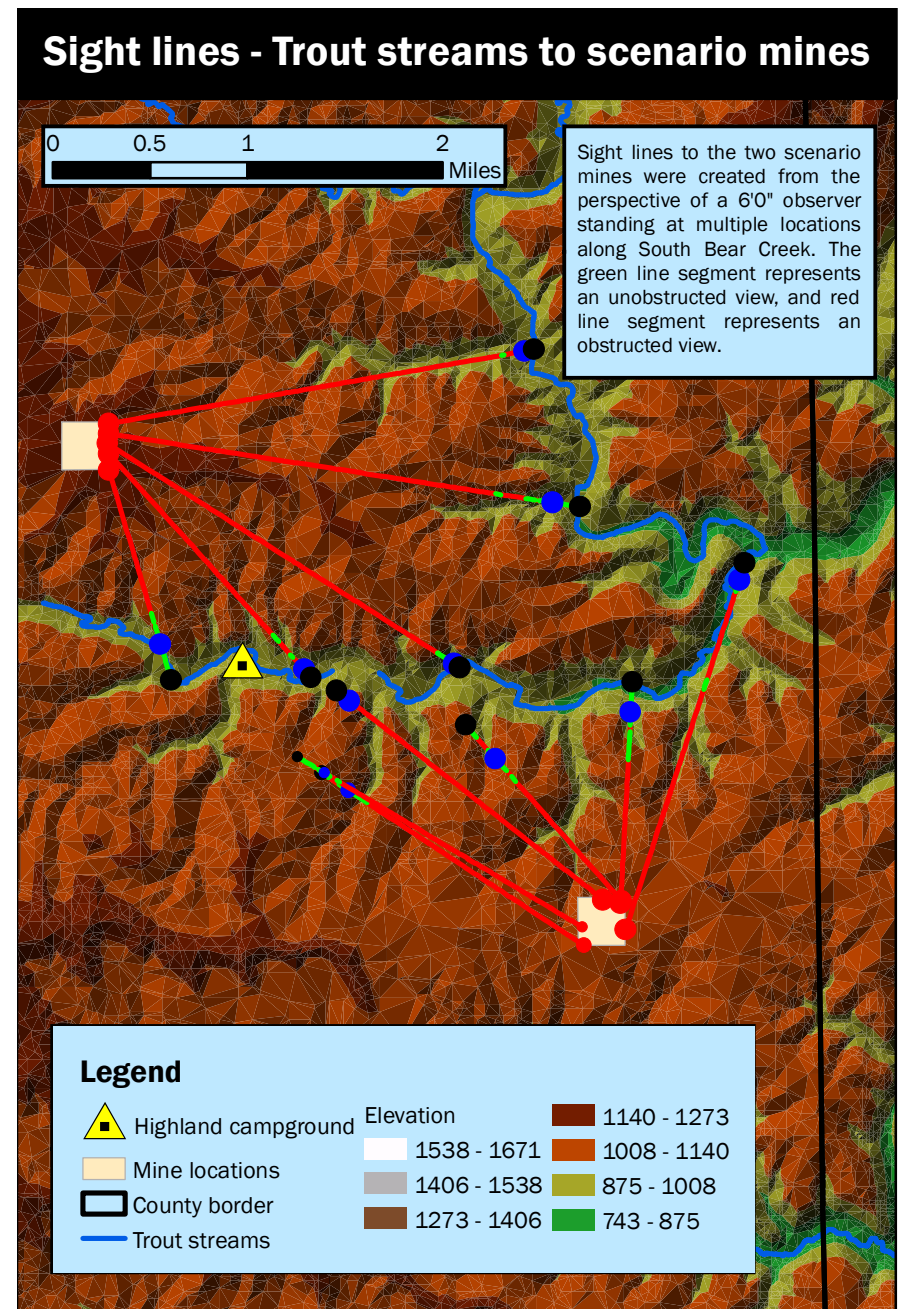 Sight lines - Trout streams to scenario mines
0 0.5 1 2
Miles
Sight lines to the two scenario
mines were created from the
perspective of a 6'0" observer
standing at multiple locations
along South Bear Creek. The
green line segment represents
an unobstructed view, and red
line segment represents an
obstructed view.
Legend
Highland campground
Mine locations
County border
Trout streams
Elevation
1538 - 1671
1406 - 1538
1273 - 1406
1140 - 1273
1008 - 1140
875 - 1008
743 - 875